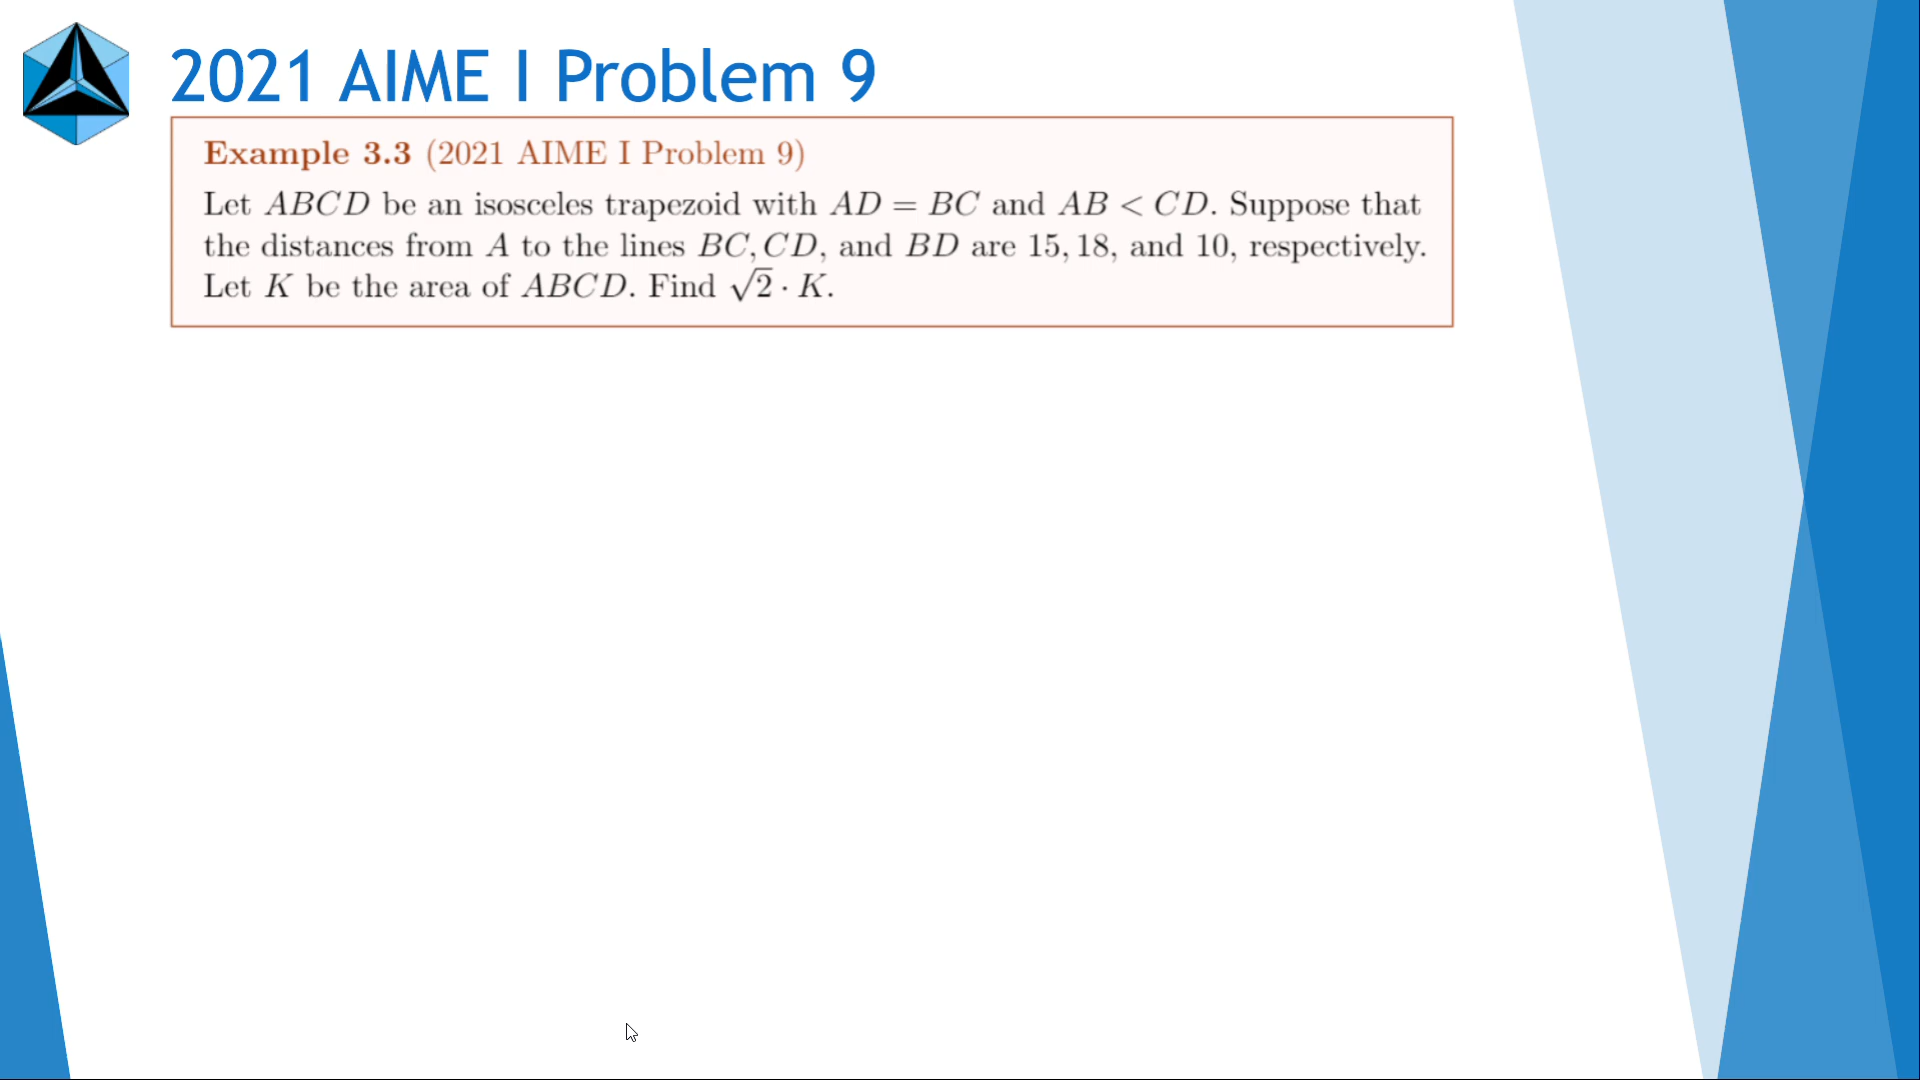 2021 AIME I Problem 9
Example 3.3 (2021 AIME I Problem 9)
Let ABCD be an isosceles trapezoid with AD = BC and AB < CD. Suppose that
the distances from A to the lines BC, CD, and BD are 15, 18, and 10, respectively.
Let K be the area of ABCD. Find √2 · K.